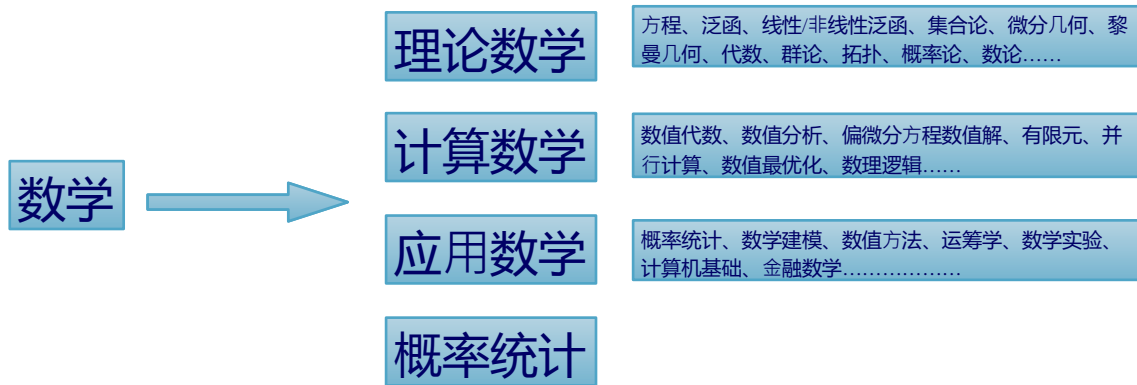 理论数学
方程、泛函、线性/非线性泛函、集合论、微分几何、黎
曼几何、代数、群论、拓扑、概率论、数论……
计算数学
数值代数、数值分析、偏微分方程数值解、有限元、并
行计算、数值最优化、数理逻辑……
数学
应用数学
概率统计、数学建模、数值方法、运筹学、数学实验、
计算机基础、金融数学………………
概率统计